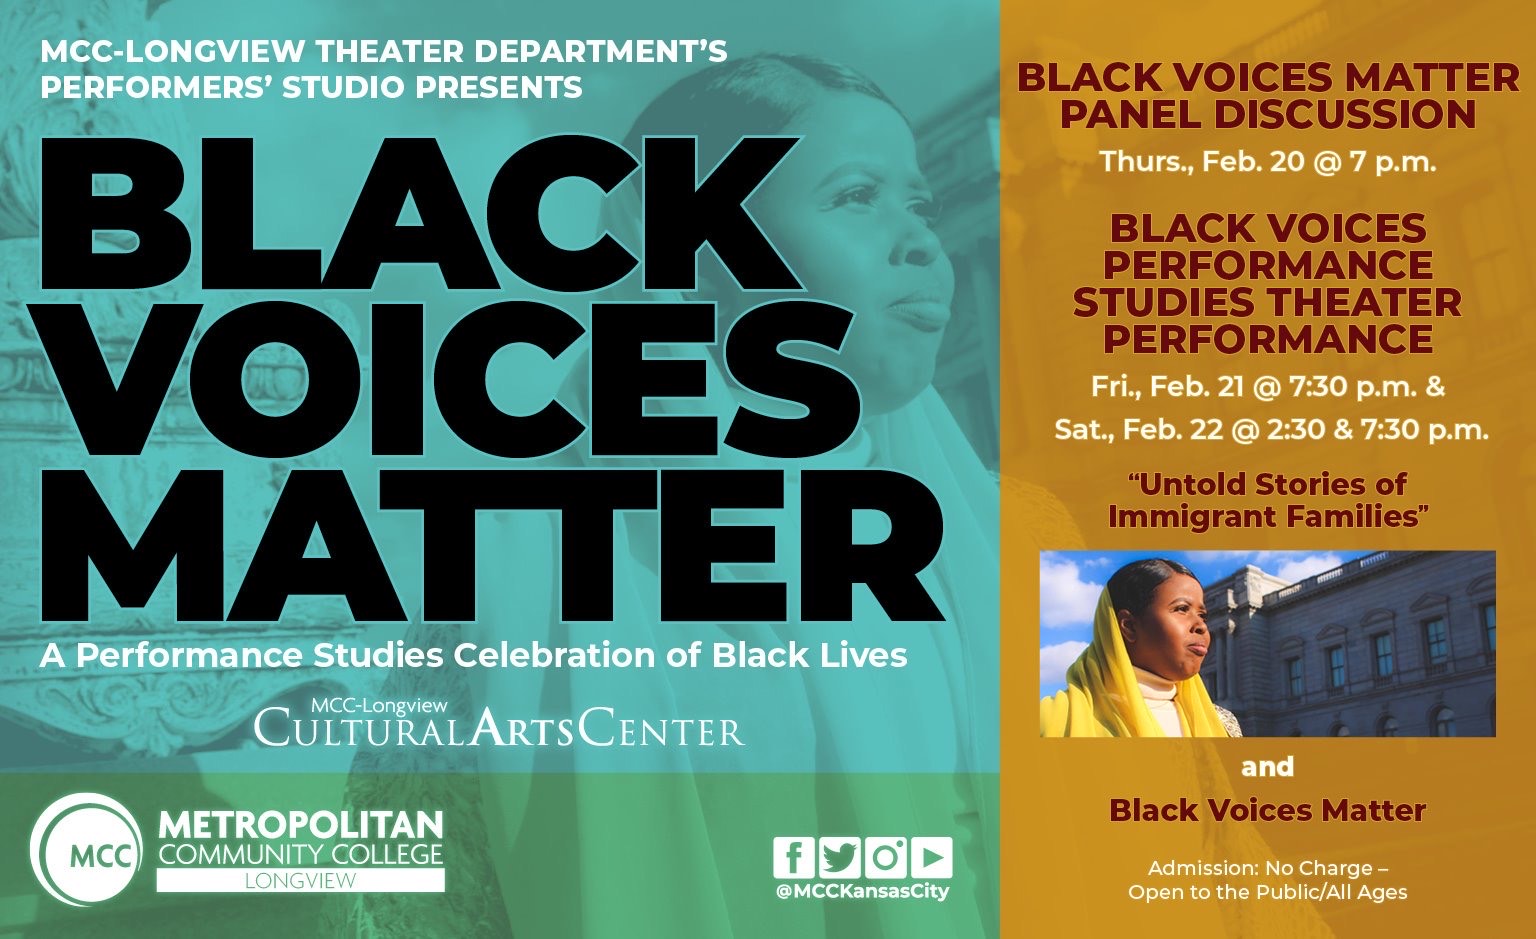 MCC-LONGVIEW THEATER DEPARTMENT'S
PERFORMERS' STUDIO PRESENTS
BLACK
VOICES
MATTER
A Performance Studies Celebration of Black Lives
MCC-Longview
CULTURAL ARTS CENTER
MCC
METROPOLITAN
COMMUNITY COLLEGE
LONGVIEW
@MCCKansasCity
BLACK VOICES MATTER
PANEL DISCUSSION
Thurs., Feb. 20 @ 7 p.m.
BLACK VOICES
PERFORMANCE
STUDIES THEATER
PERFORMANCE
Fri., Feb. 21 @ 7:30 p.m. &
Sat., Feb. 22 @ 2:30 & 7:30 p.m.
“Untold Stories of
Immigrant Families”
and
Black Voices Matter
Admission: No Charge –
Open to the Public/All Ages